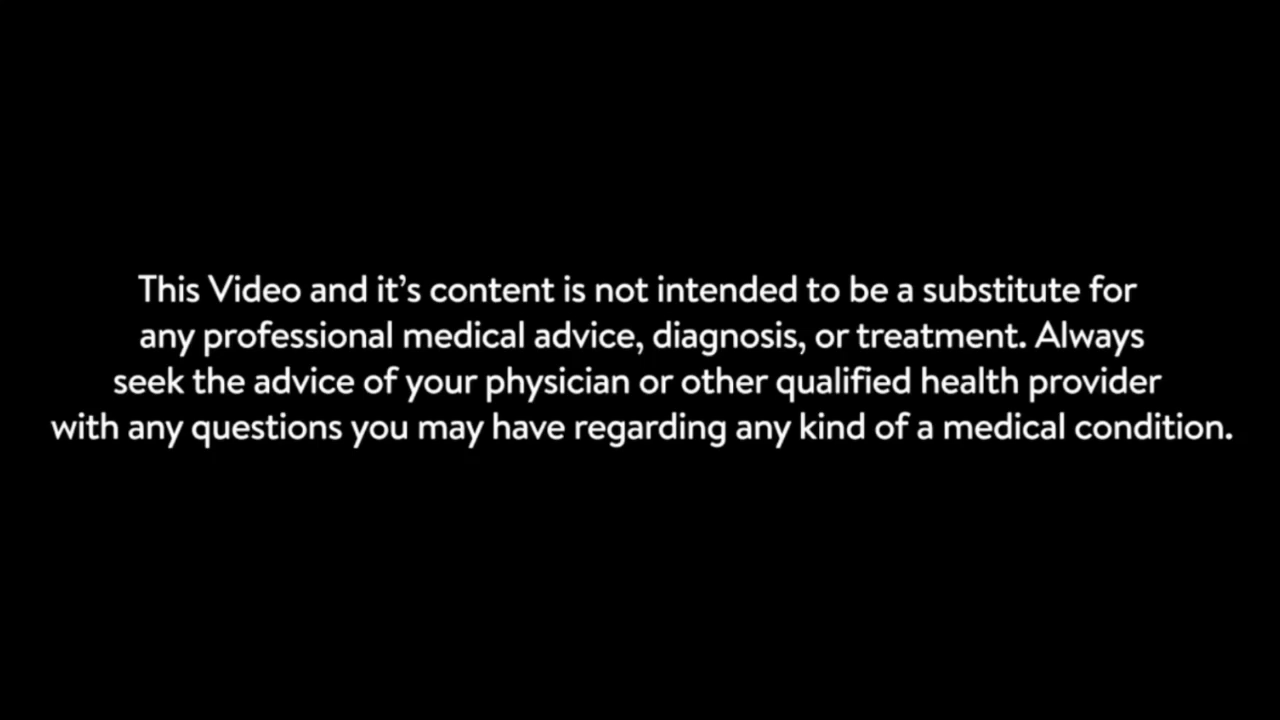 This Video and it’s content is not intended to be a substitute for
any professional medical advice, diagnosis, or treatment. Always
seek the advice of your physician or other qualified health provider
with any questions you may have regarding any kind of a medical condition.